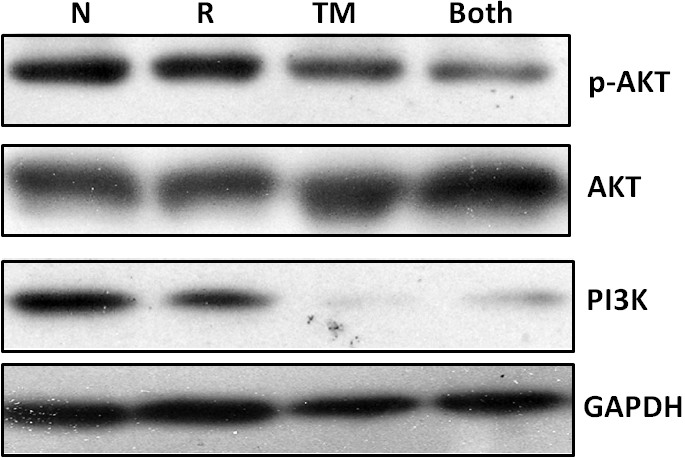 N R TM Both
p-AKT
AKT
PI3K
GAPDH